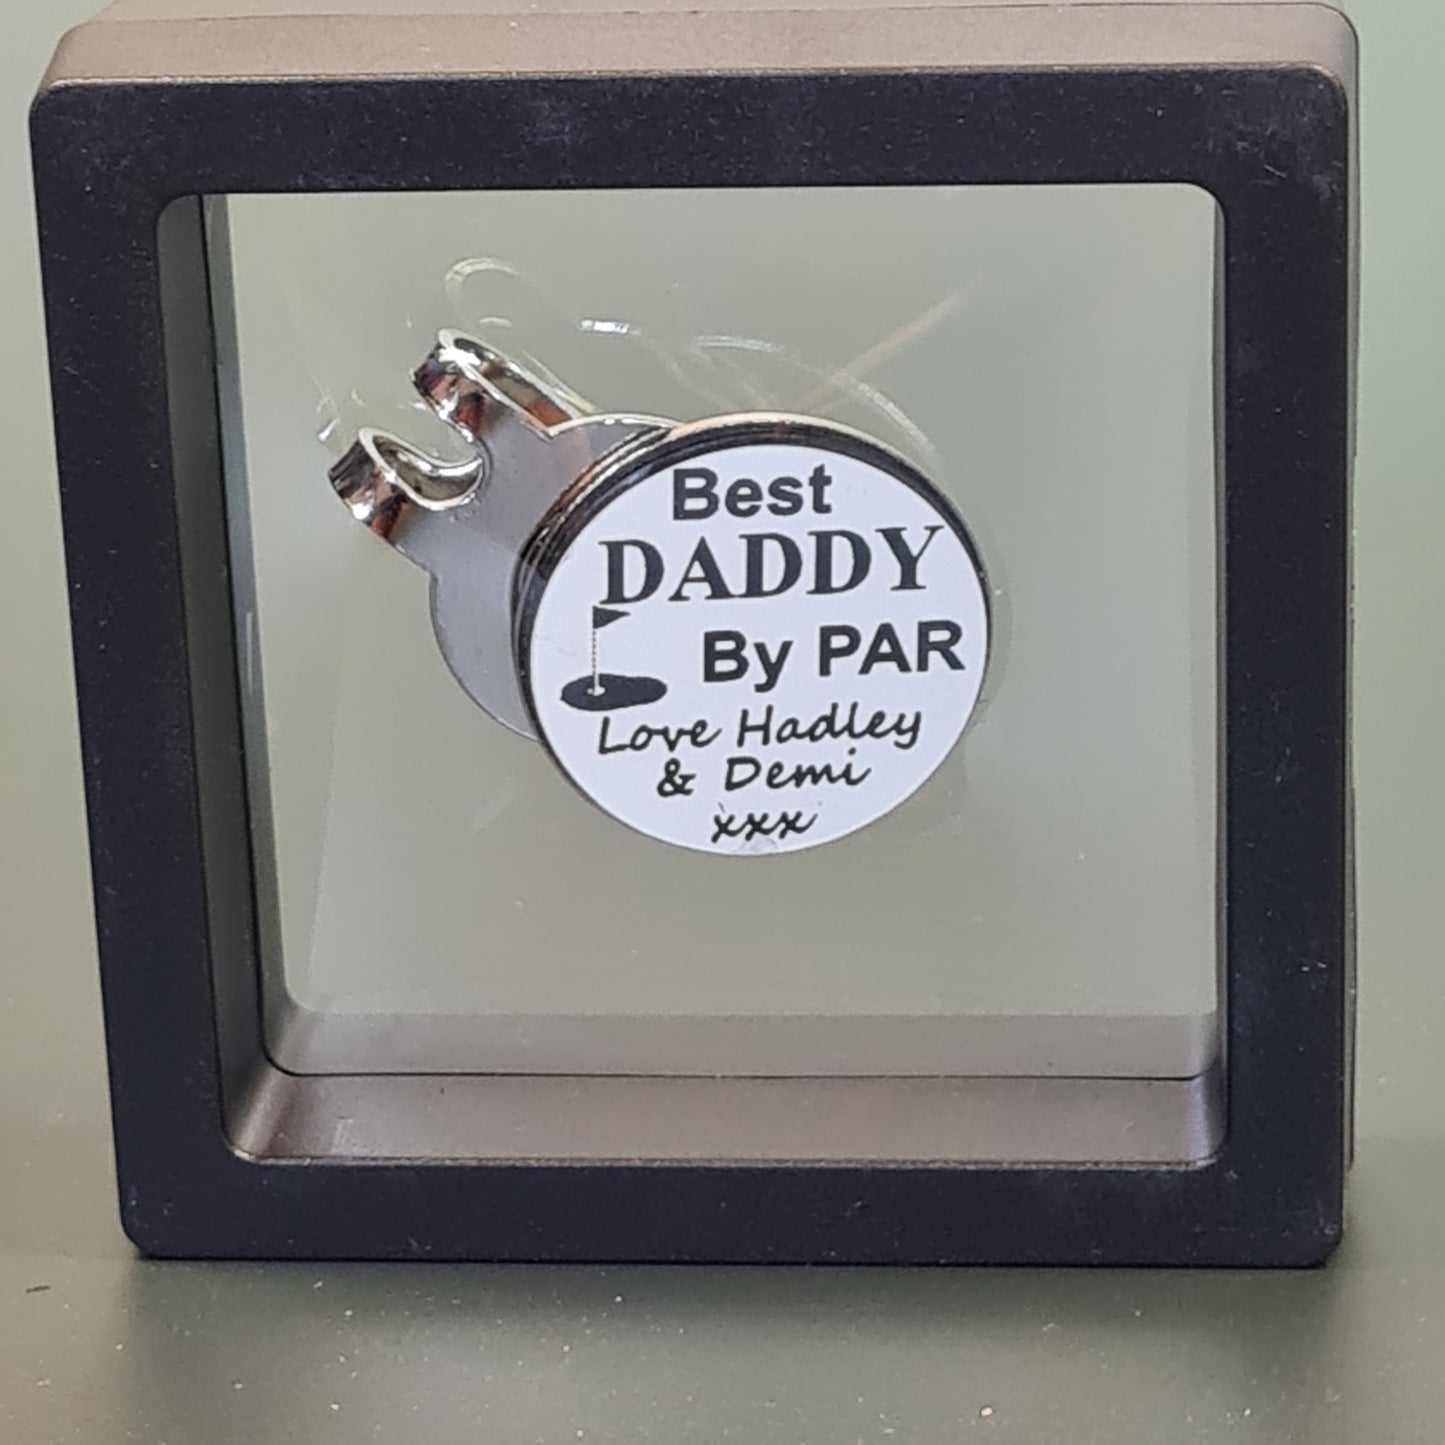 Best
DADDY
By PAR
Love Hadley
& Demi
xxx